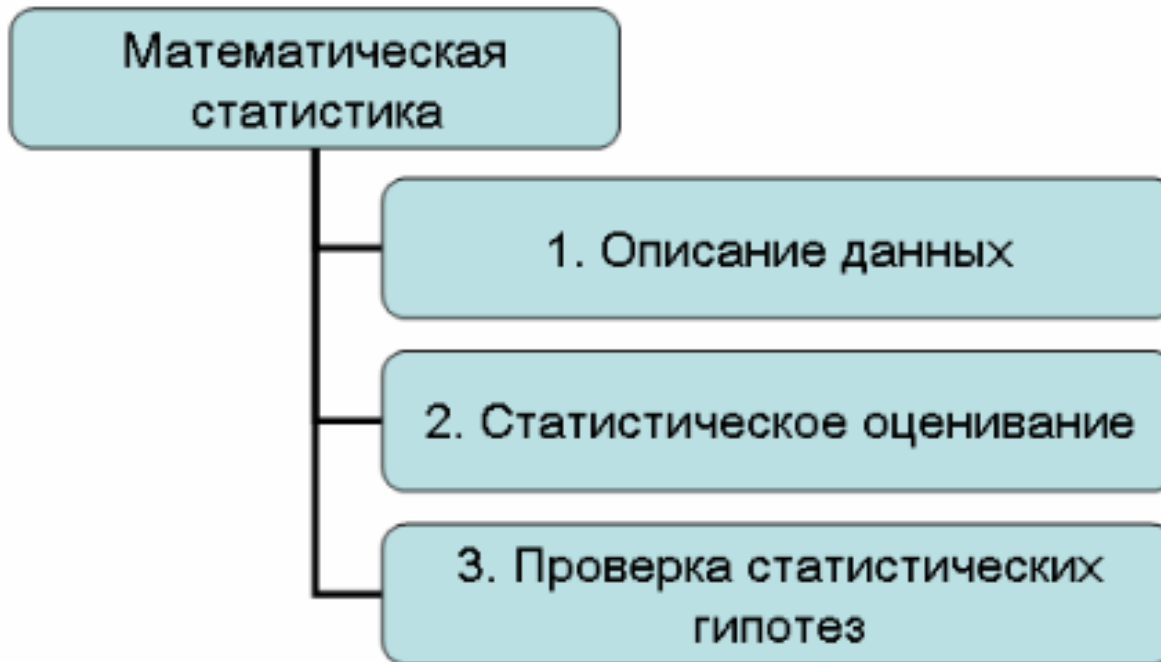 Математическая
статистика
1. Описание данных
2. Статистическое оценивание
3. Проверка статистических
гипотез